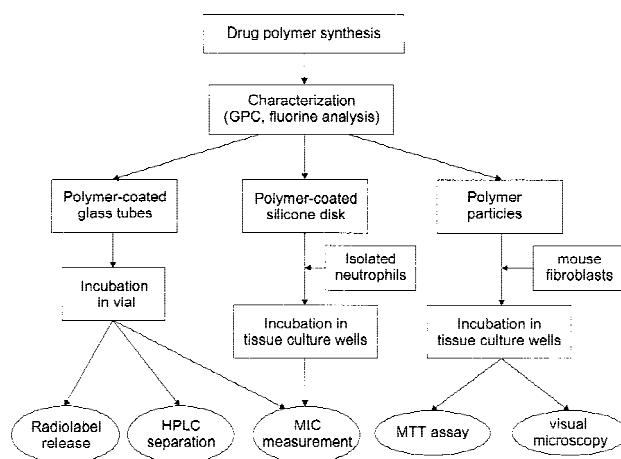 Drug polymer synthesis
Characterization
(GPC, fluorine analysis)
Polymer-coated
glass tubes
Polymer-coated
silicone disk
Polymer
particles
Isolated
neutrophils
mouse
fibroblasts
Incubation
in vial
Incubation in
tissue culture wells
Incubation in
tissue culture wells
Radiolabel
release
HPLC
separation
MIC
measurement
MTT assay
visual
microscopy